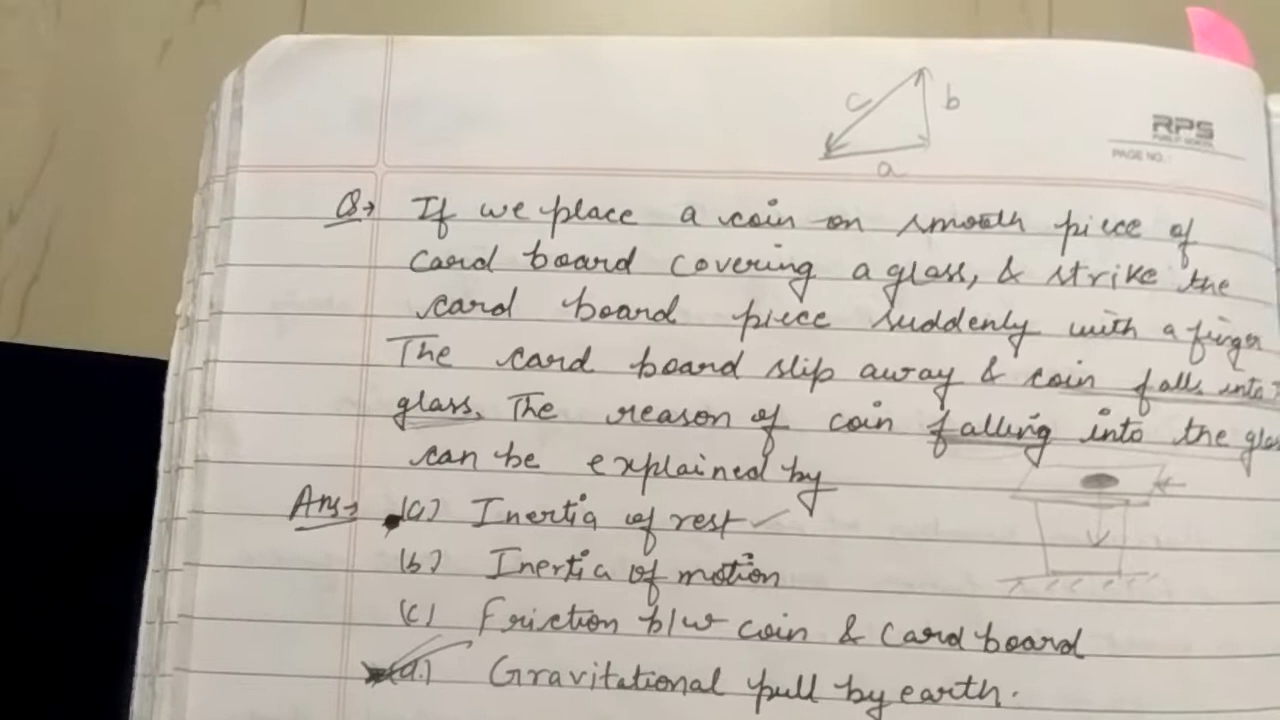 c b
a
RPS
PUBLIC SCHOOL
PAGE NO.:
Q→ If we place a coin on smooth piece of
card board covering a glass, & strike the
card board piece suddenly with a finger
The card board slip away & coin falls into
glass. The reason of coin falling into the glas
can be explained by
Ans→ (a) Inertia of rest ✓
(b) Inertia of motion
(c) Friction b/w coin & Card board
(d.) Gravitational pull by earth.